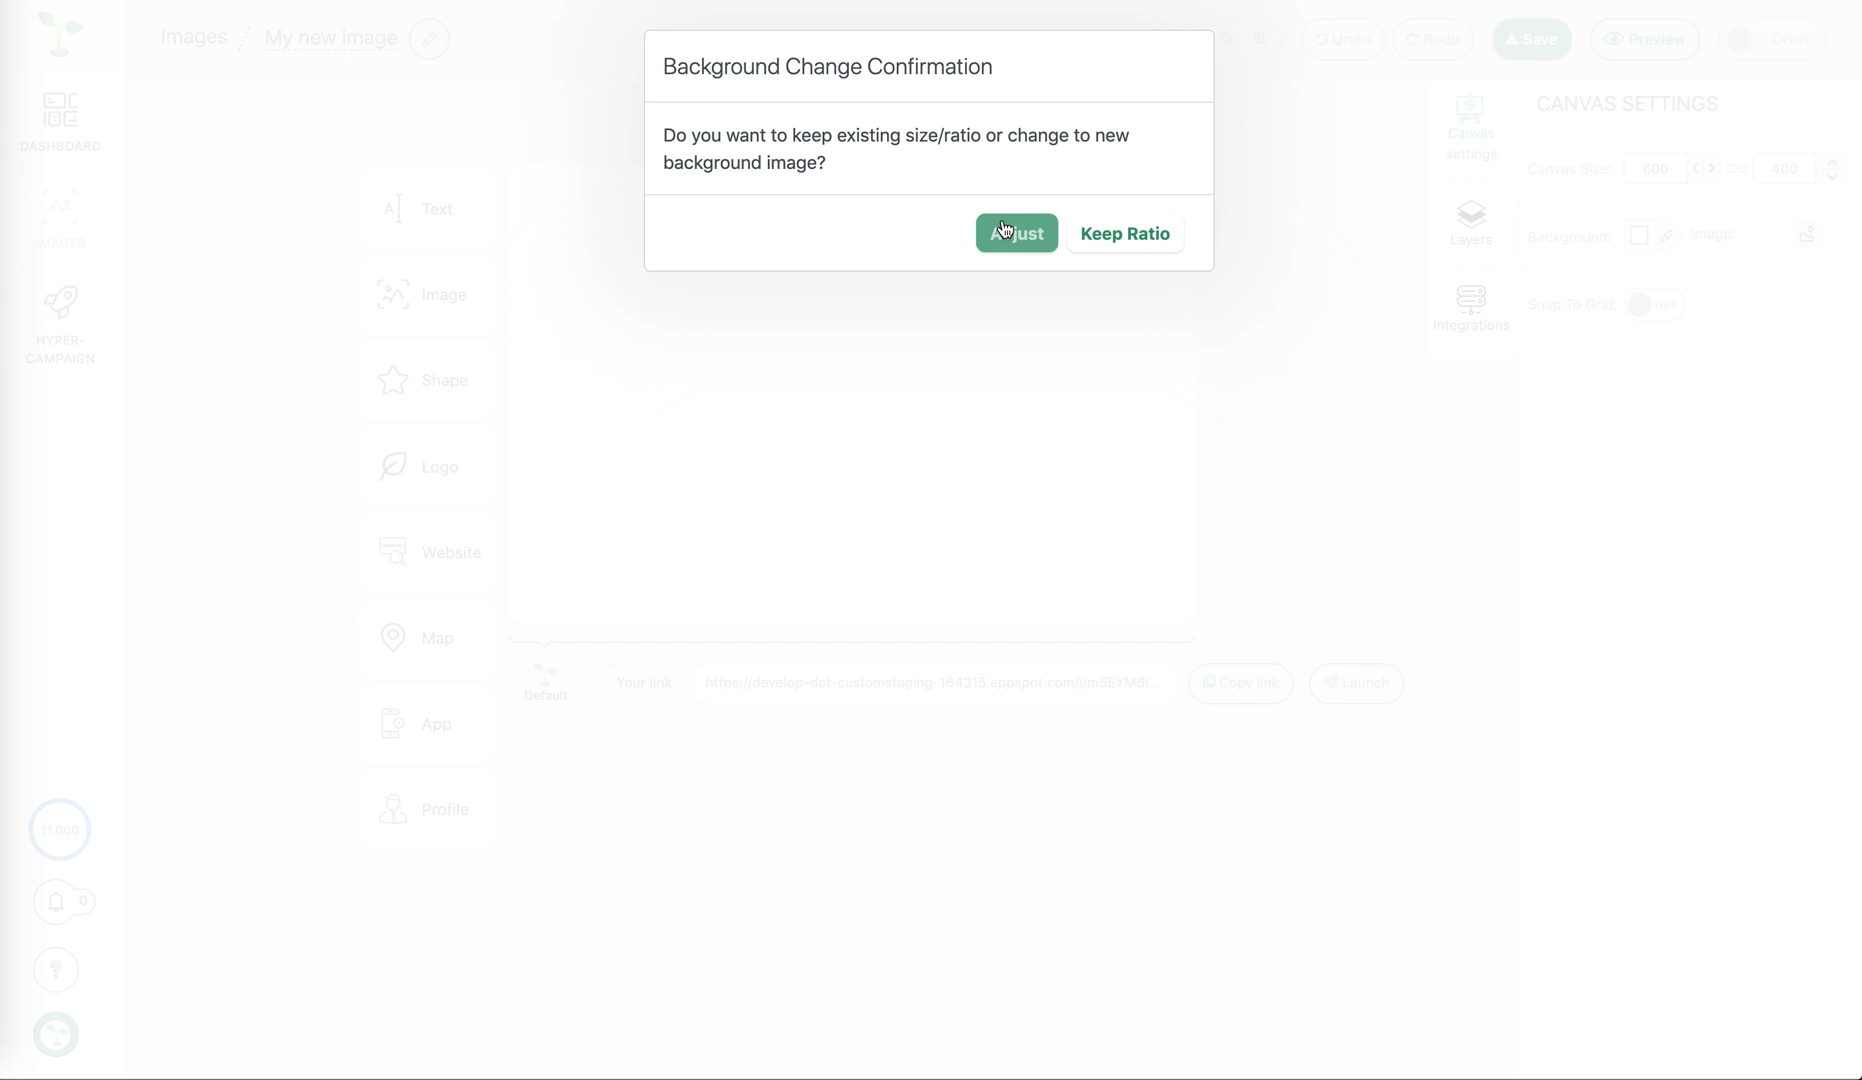 Images / My new image
Undo
Redo
Save
Preview
Draft
DASHBOARD
IMAGES
HYPER-
CAMPAIGN
11,000
0
?
Text
Image
Shape
Logo
Website
Map
App
Profile
Background Change Confirmation
Do you want to keep existing size/ratio or change to new
background image?
Adjust
Keep Ratio
Default
Your link
https://develop-dot-customstaging-164315.appspot.com/i/m5EYM8i...
Copy link
Launch
Canvas
settings
Layers
Integrations
CANVAS SETTINGS
Canvas Size: 600 400
Background: Image:
Snap To Grid: OFF